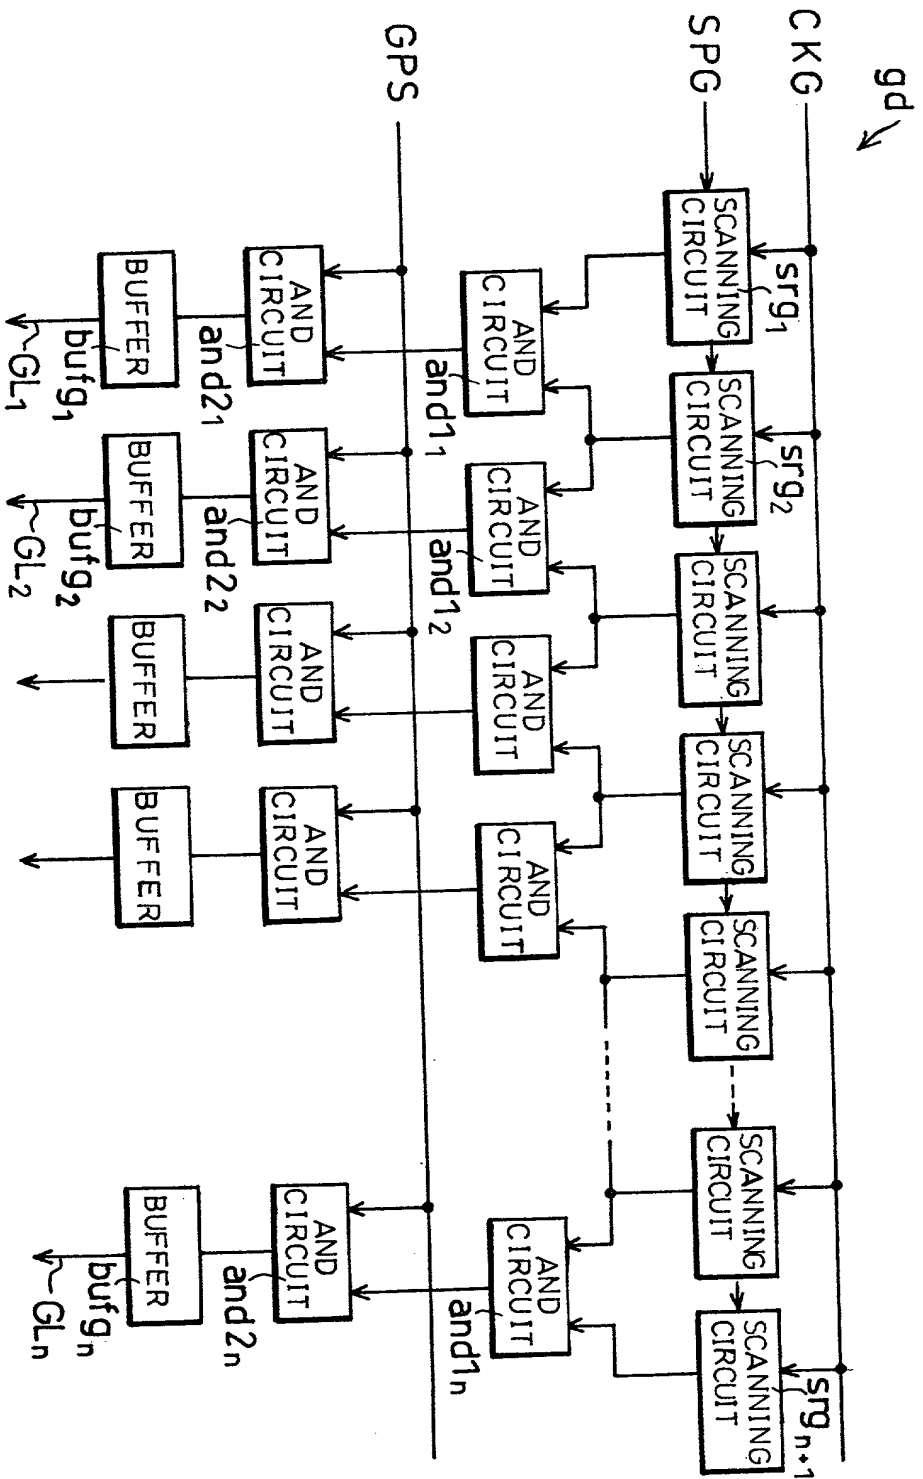 gd
CKG
srg₁
srg₂
srgₙ₊₁
SPG
SCANNING
CIRCUIT
SCANNING
CIRCUIT
SCANNING
CIRCUIT
SCANNING
CIRCUIT
SCANNING
CIRCUIT
SCANNING
CIRCUIT
SCANNING
CIRCUIT
AND
CIRCUIT
AND
CIRCUIT
AND
CIRCUIT
AND
CIRCUIT
AND
CIRCUIT
and1₁
and1₂
and1ₙ
GPS
AND
CIRCUIT
AND
CIRCUIT
AND
CIRCUIT
AND
CIRCUIT
AND
CIRCUIT
and2₁
and2₂
and2ₙ
BUFFER
BUFFER
BUFFER
BUFFER
BUFFER
bufg₁
bufg₂
bufgₙ
GL₁
GL₂
GLₙ